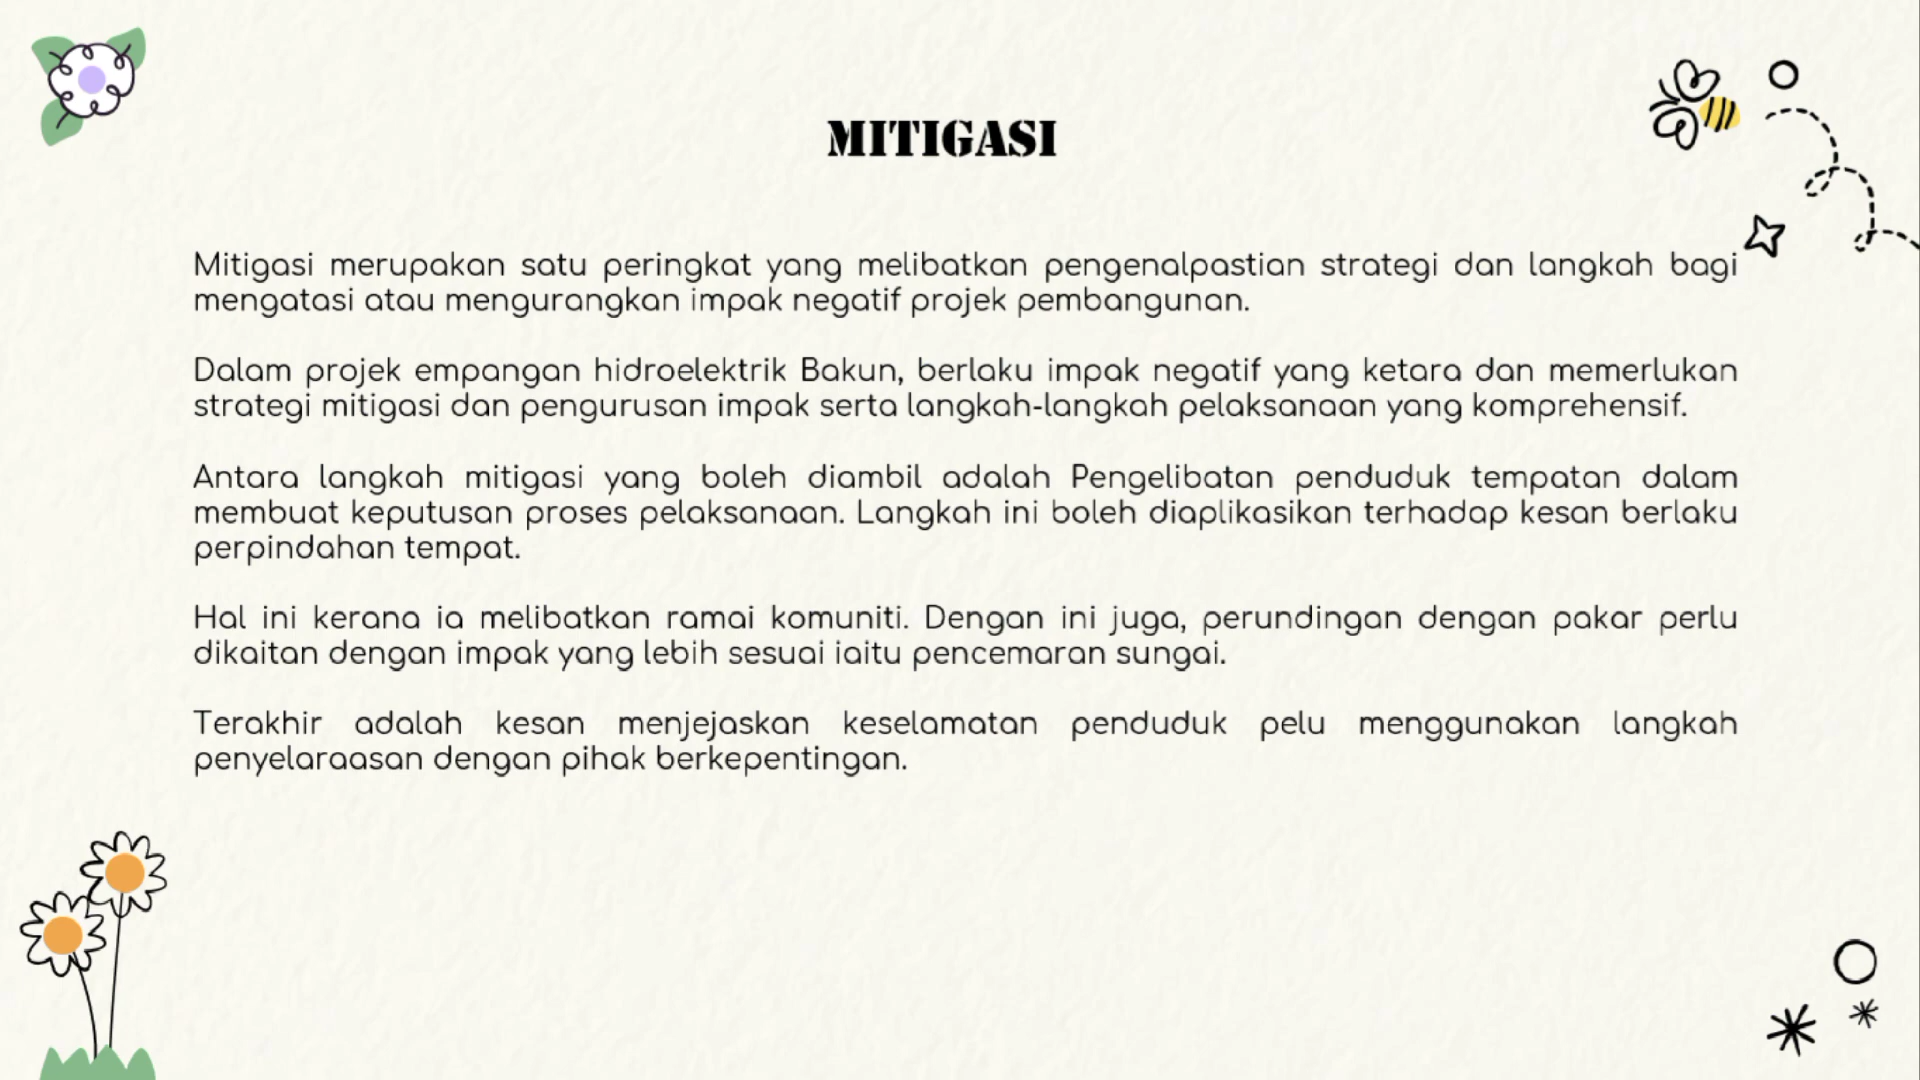 MITIGASI
Mitigasi merupakan satu peringkat yang melibatkan pengenalpastian strategi dan langkah bagi
mengatasi atau mengurangkan impak negatif projek pembangunan.
Dalam projek empangan hidroelektrik Bakun, berlaku impak negatif yang ketara dan memerlukan
strategi mitigasi dan pengurusan impak serta langkah-langkah pelaksanaan yang komprehensif.
Antara langkah mitigasi yang boleh diambil adalah Pengelibatan penduduk tempatan dalam
membuat keputusan proses pelaksanaan. Langkah ini boleh diaplikasikan terhadap kesan berlaku
perpindahan tempat.
Hal ini kerana ia melibatkan ramai komuniti. Dengan ini juga, perundingan dengan pakar perlu
dikaitan dengan impak yang lebih sesuai iaitu pencemaran sungai.
Terakhir adalah kesan menjejaskan keselamatan penduduk pelu menggunakan langkah
penyelaraasan dengan pihak berkepentingan.